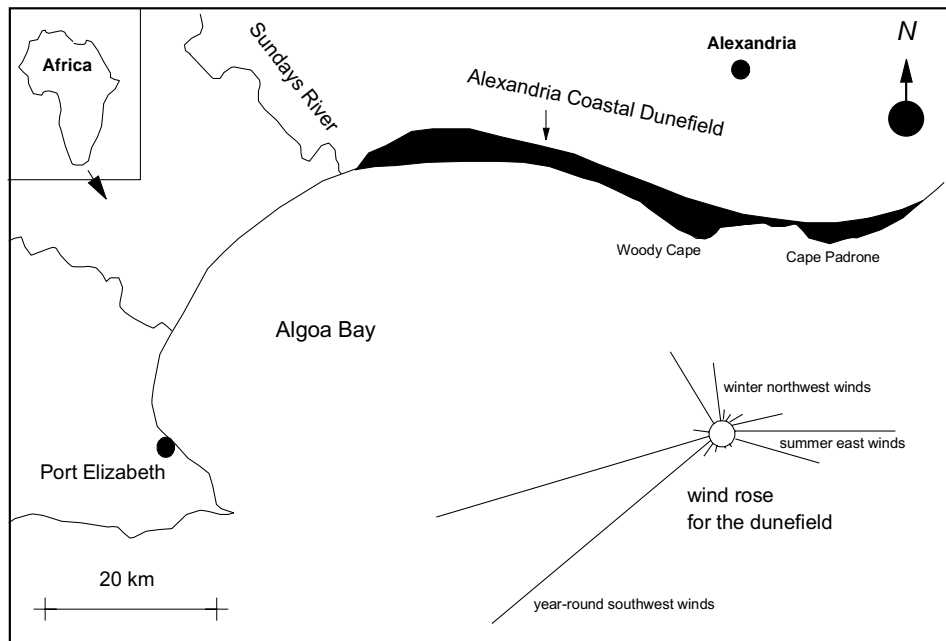 Africa
Sundays River
Alexandria
N
Alexandria Coastal Dunefield
Woody Cape
Cape Padrone
Algoa Bay
winter northwest winds
summer east winds
Port Elizabeth
wind rose
for the dunefield
20 km
year-round southwest winds